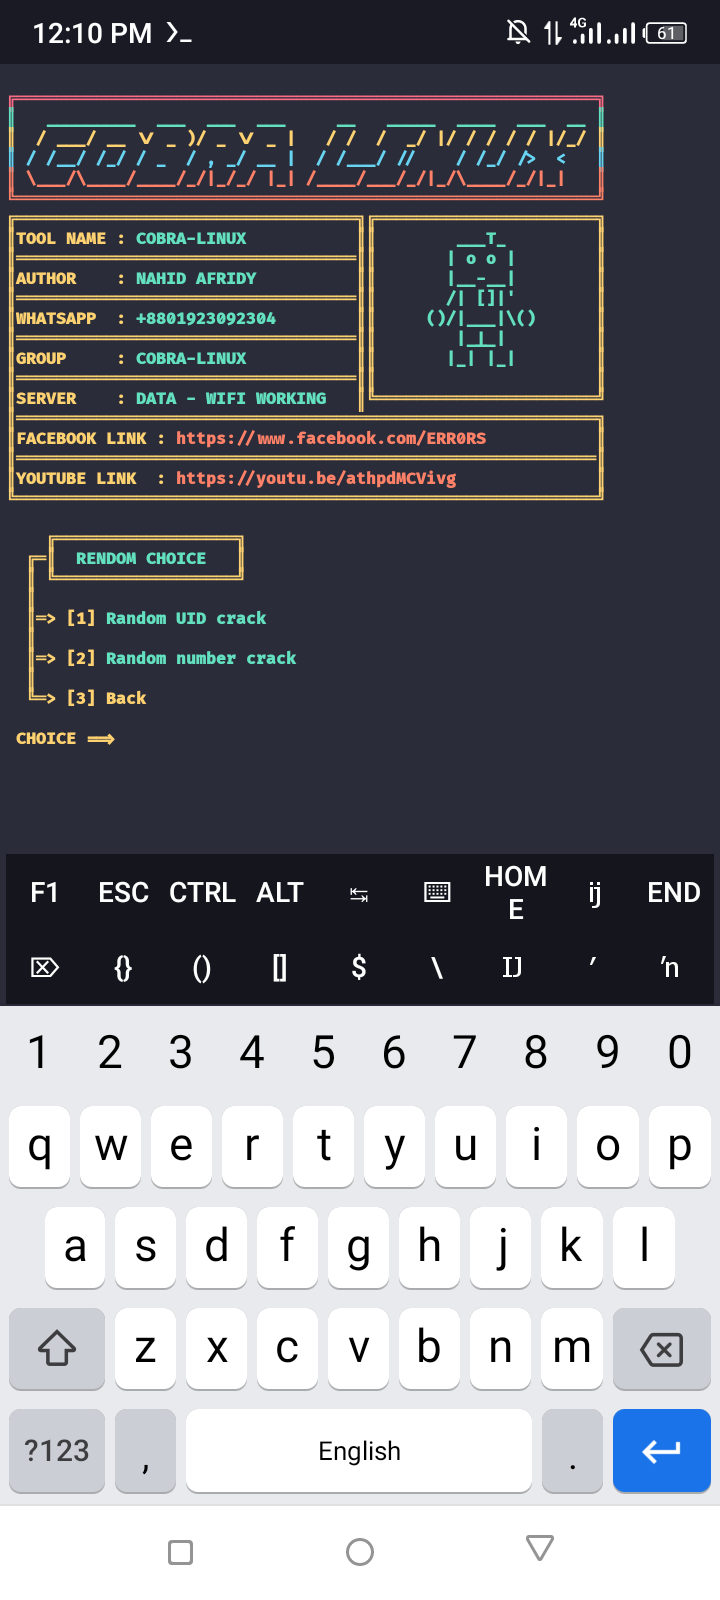 12:10 PM
4G
61
TOOL NAME : COBRA-LINUX
AUTHOR : NAHID AFRIDY
WHATSAPP : +8801923092304
GROUP : COBRA-LINUX
SERVER : DATA - WIFI WORKING
FACEBOOK LINK : https://www.facebook.com/ERR0RS
YOUTUBE LINK : https://youtu.be/athpdMCVivg
RENDOM CHOICE
=> [1] Random UID crack
=> [2] Random number crack
=> [3] Back
CHOICE ==>
F1 ESC CTRL ALT ↹ ⌨ HOME ij END
⌦ {} () [] $ \ IJ ′ ŉ
1 2 3 4 5 6 7 8 9 0
q w e r t y u i o p
a s d f g h j k l
z x c v b n m
?123 , English .